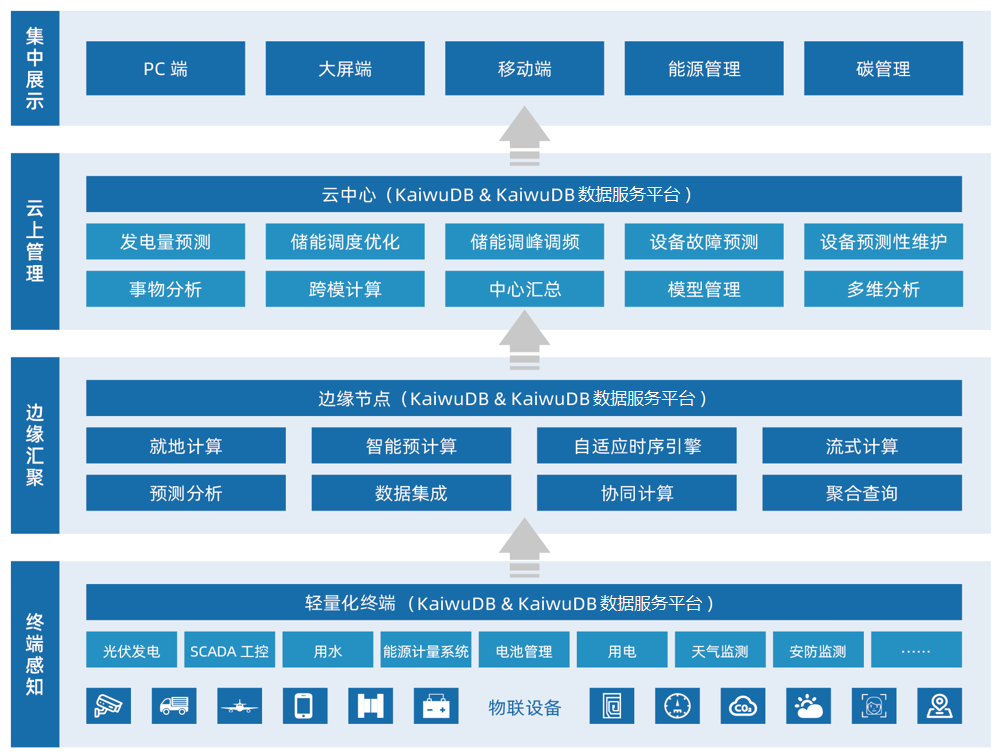 集中展示
PC 端
大屏端
移动端
能源管理
碳管理
云上管理
云中心（KaiwuDB & KaiwuDB 数据服务平台）
发电量预测
储能调度优化
储能调峰调频
设备故障预测
设备预测性维护
事物分析
跨模计算
中心汇总
模型管理
多维分析
边缘汇聚
边缘节点（KaiwuDB & KaiwuDB 数据服务平台）
就地计算
智能预计算
自适应时序引擎
流式计算
预测分析
数据集成
协同计算
聚合查询
终端感知
轻量化终端（KaiwuDB & KaiwuDB 数据服务平台）
光伏发电
SCADA 工控
用水
能源计量系统
电池管理
用电
天气监测
安防监测
……
物联设备
CO₂